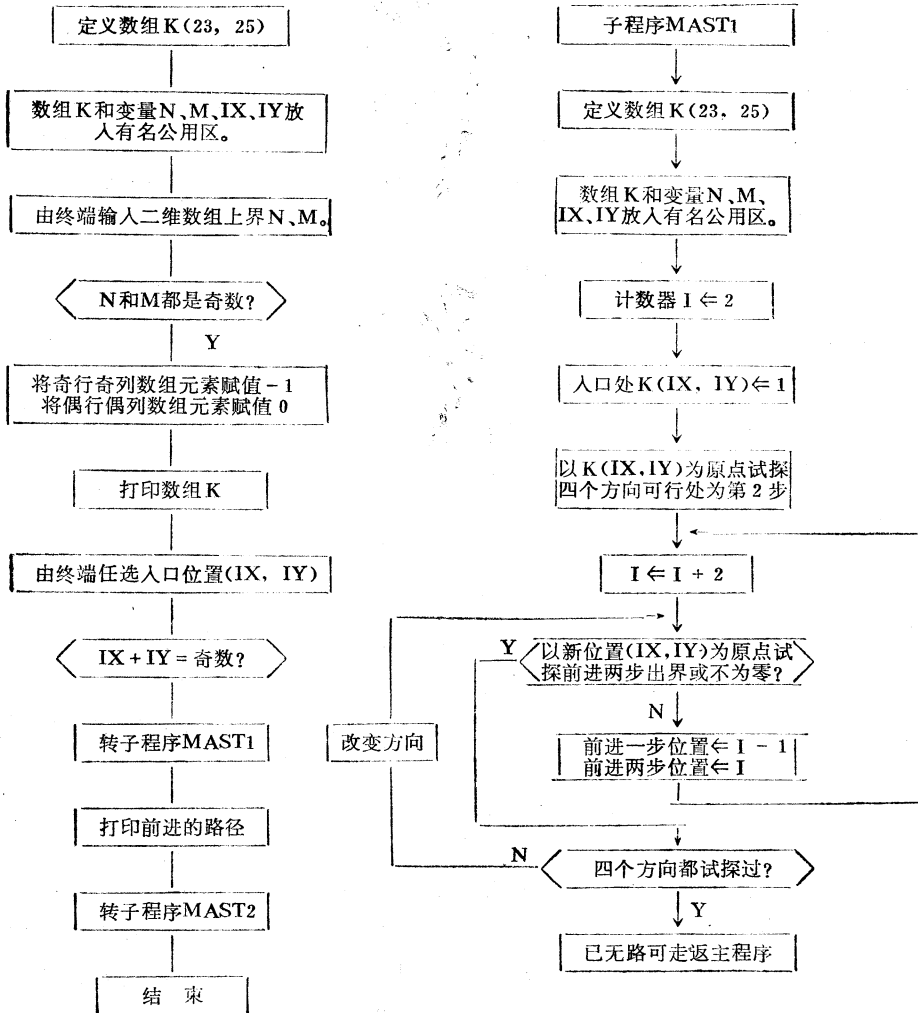 定义数组K(23, 25)
数组K和变量N、M、IX、IY放
入有名公用区。
由终端输入二维数组上界N、M。
N和M都是奇数?
Y
将奇行奇列数组元素赋值-1
将偶行偶列数组元素赋值0
打印数组K
由终端任选入口位置(IX, IY)
IX+IY=奇数?
转子程序MAST1
打印前进的路径
转子程序MAST2
结 束
子程序MAST1
定义数组K(23, 25)
数组K和变量N、M、
IX、IY放入有名公用区。
计数器I⇐2
入口处K(IX, IY)⇐1
以K(IX,IY)为原点试探
四个方向可行处为第2步
I⇐I+2
Y
以新位置(IX,IY)为原点试
探前进两步出界或不为零?
N
改变方向
前进一步位置⇐I-1
前进两步位置⇐I
N
四个方向都试探过?
Y
已无路可走返主程序